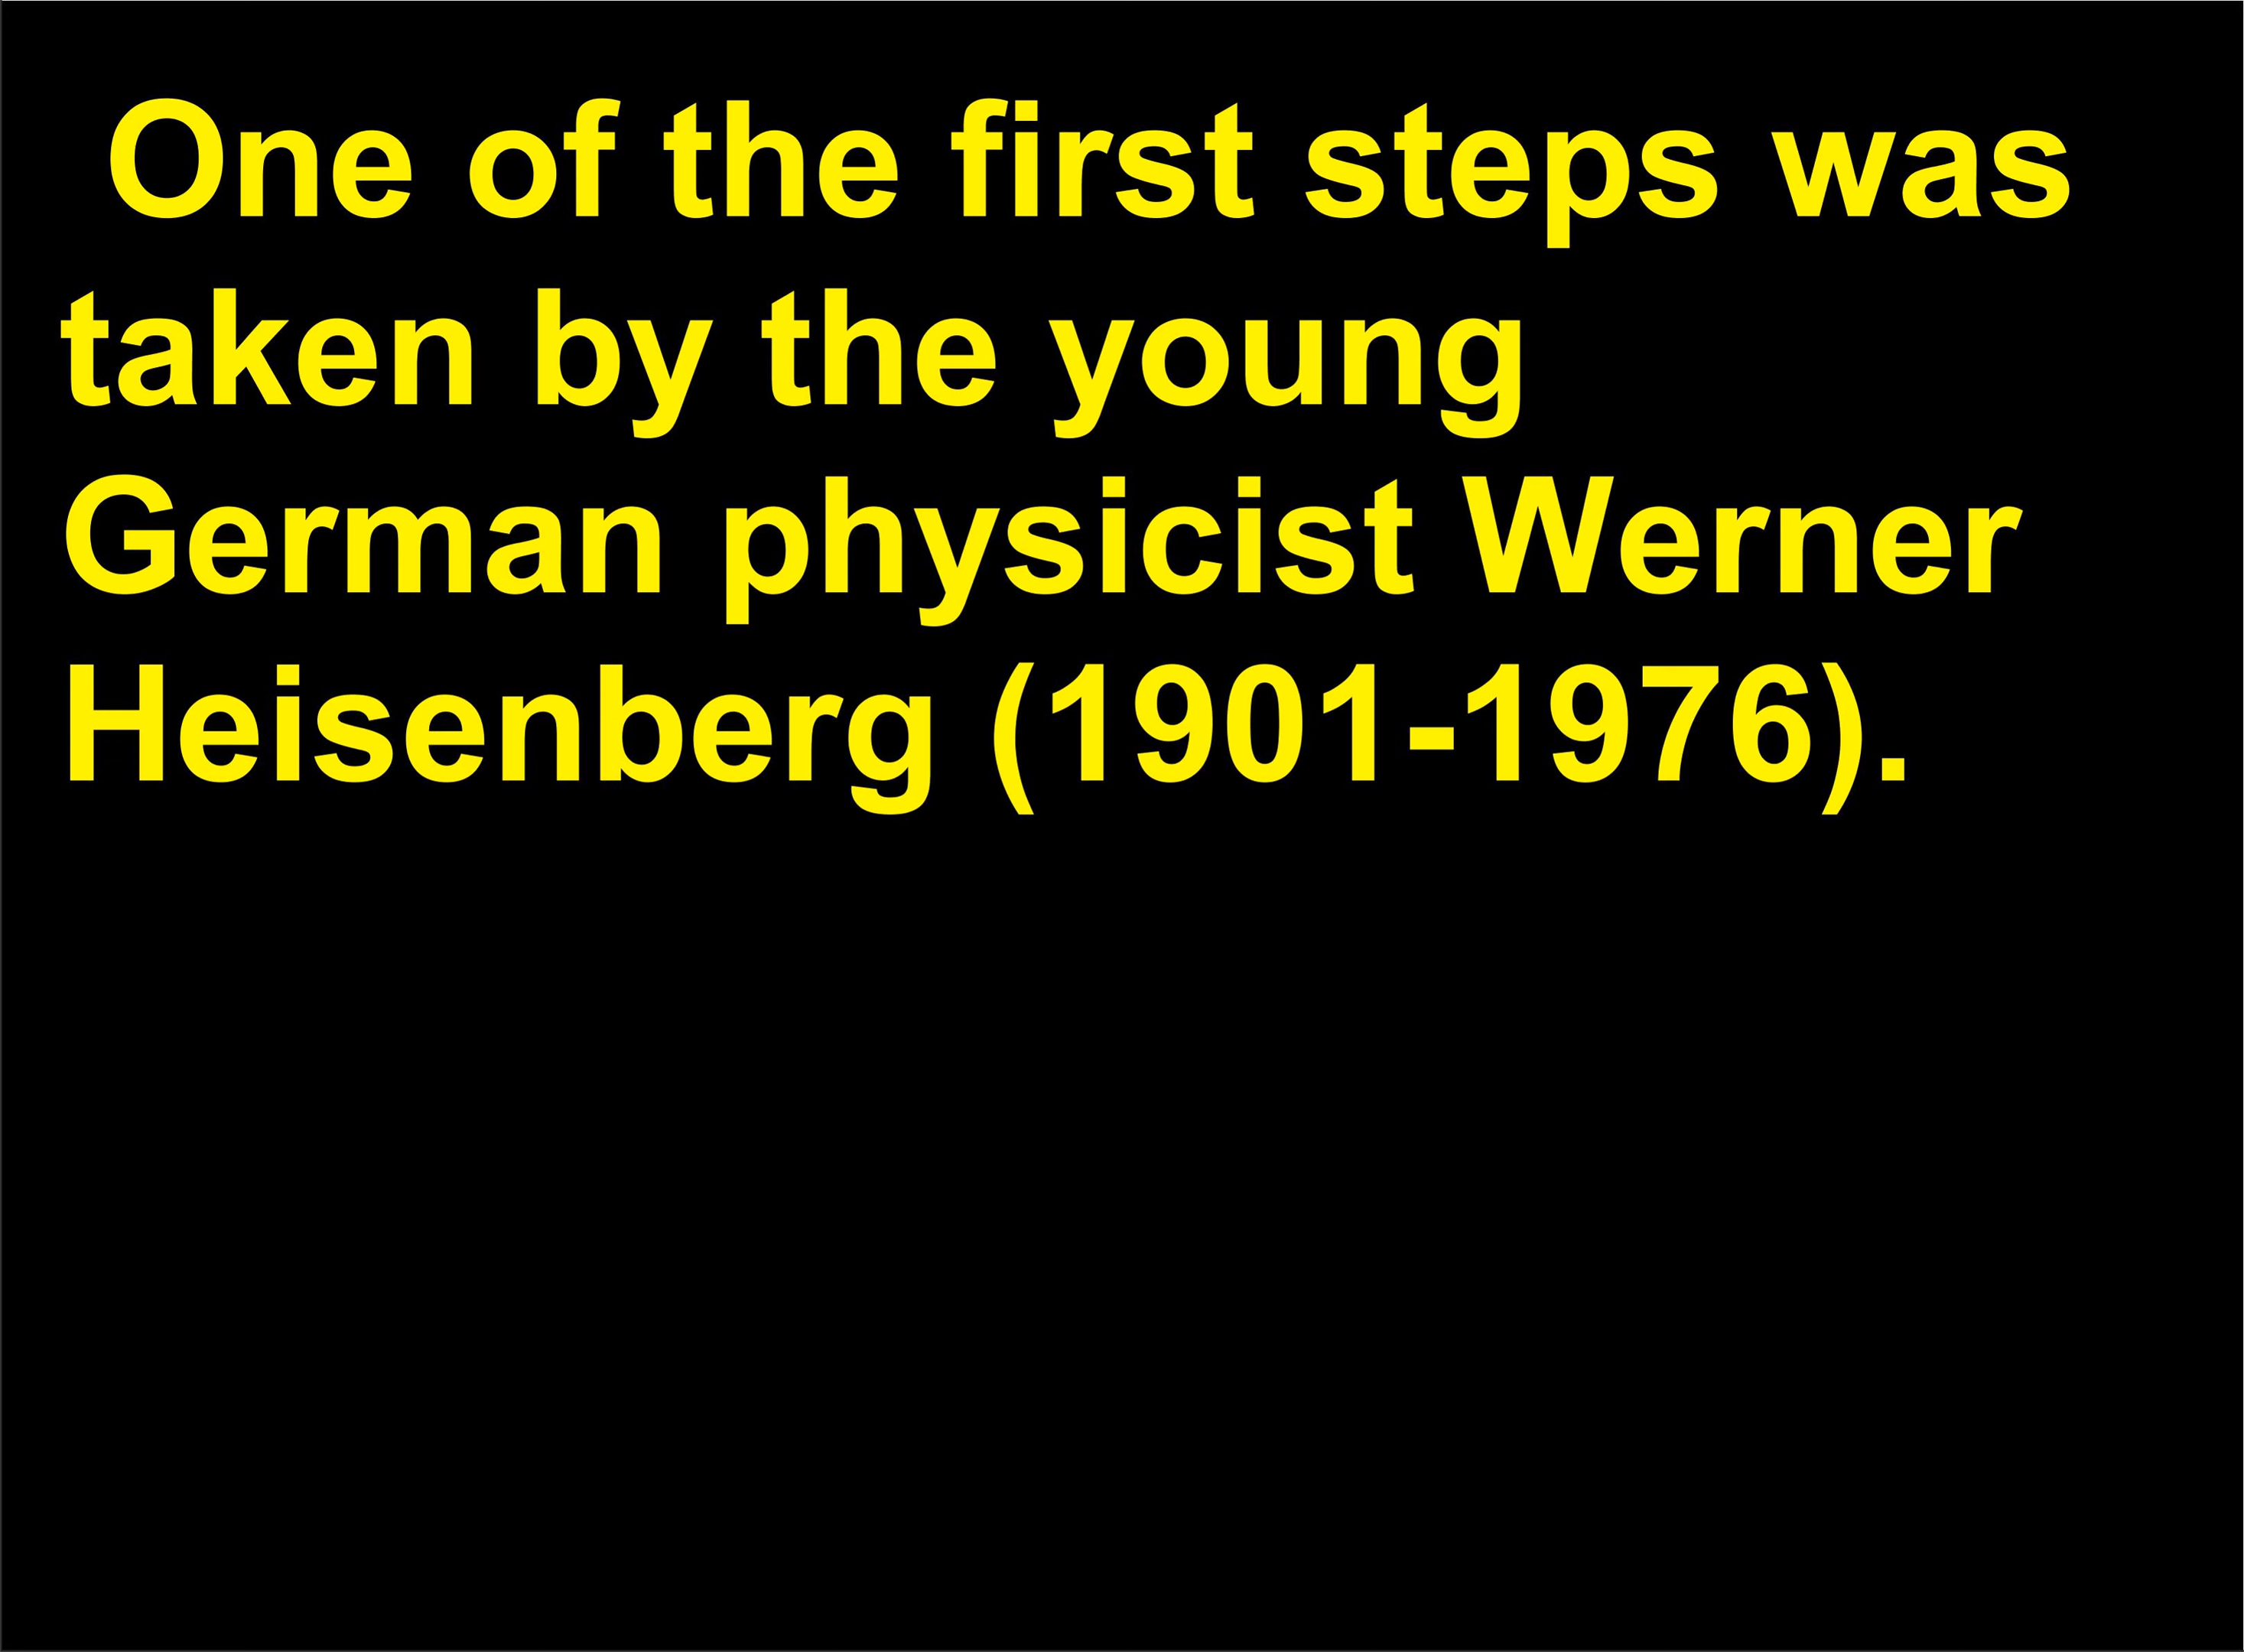 One of the first steps was
taken by the young
German physicist Werner
Heisenberg (1901-1976).